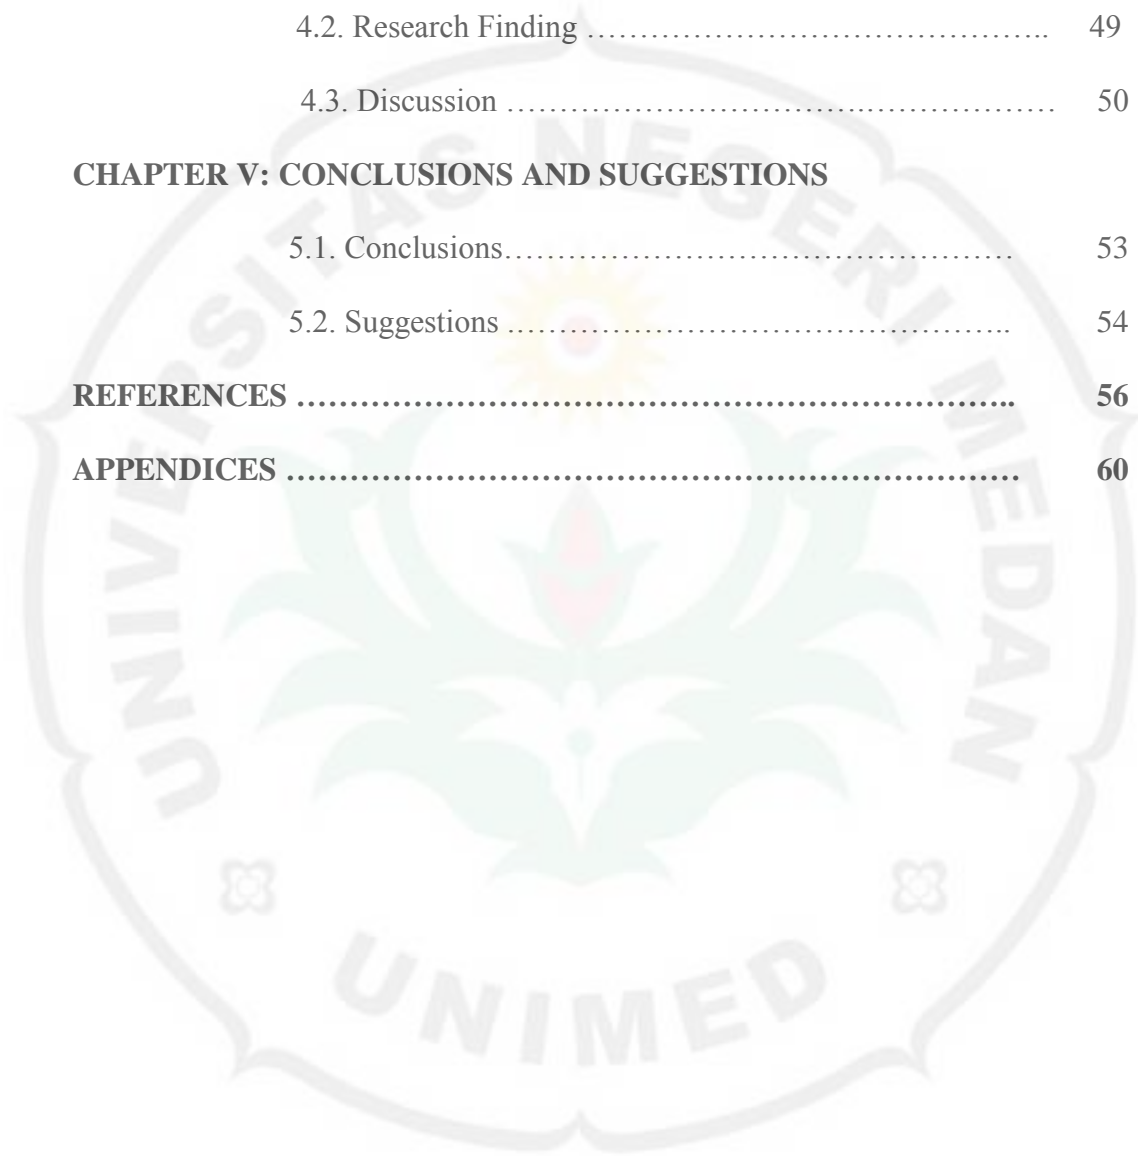 4.2. Research Finding …………………………………….. 49
4.3. Discussion …………………………….……………… 50
CHAPTER V: CONCLUSIONS AND SUGGESTIONS
5.1. Conclusions………………………………………… 53
5.2. Suggestions .……………………………………….. 54
REFERENCES ………………………………………………………….. 56
APPENDICES …………………………………………………………… 60
UNIVERSITAS NEGERI MEDAN
UNIMED